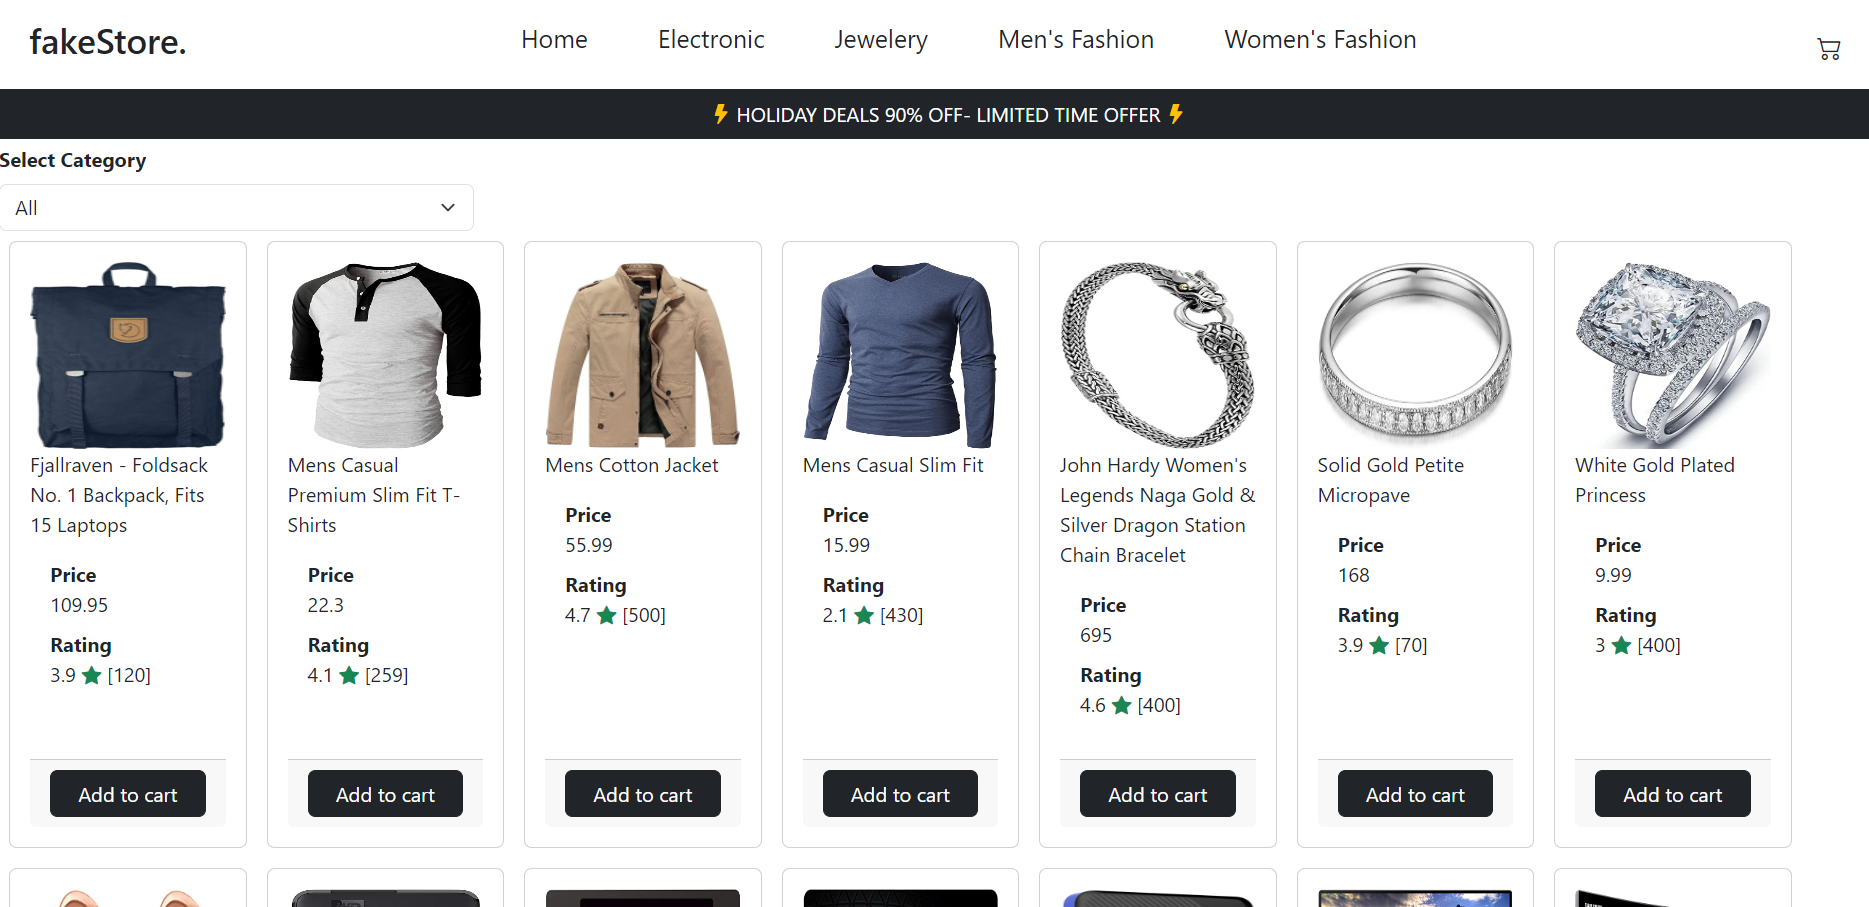 fakeStore.
Home
Electronic
Jewelery
Men's Fashion
Women's Fashion
⚡ HOLIDAY DEALS 90% OFF- LIMITED TIME OFFER ⚡
Select Category
All
Fjallraven - Foldsack
No. 1 Backpack, Fits
15 Laptops
Price
109.95
Rating
3.9 ★ [120]
Add to cart
Mens Casual
Premium Slim Fit T-
Shirts
Price
22.3
Rating
4.1 ★ [259]
Add to cart
Mens Cotton Jacket
Price
55.99
Rating
4.7 ★ [500]
Add to cart
Mens Casual Slim Fit
Price
15.99
Rating
2.1 ★ [430]
Add to cart
John Hardy Women's
Legends Naga Gold &
Silver Dragon Station
Chain Bracelet
Price
695
Rating
4.6 ★ [400]
Add to cart
Solid Gold Petite
Micropave
Price
168
Rating
3.9 ★ [70]
Add to cart
White Gold Plated
Princess
Price
9.99
Rating
3 ★ [400]
Add to cart